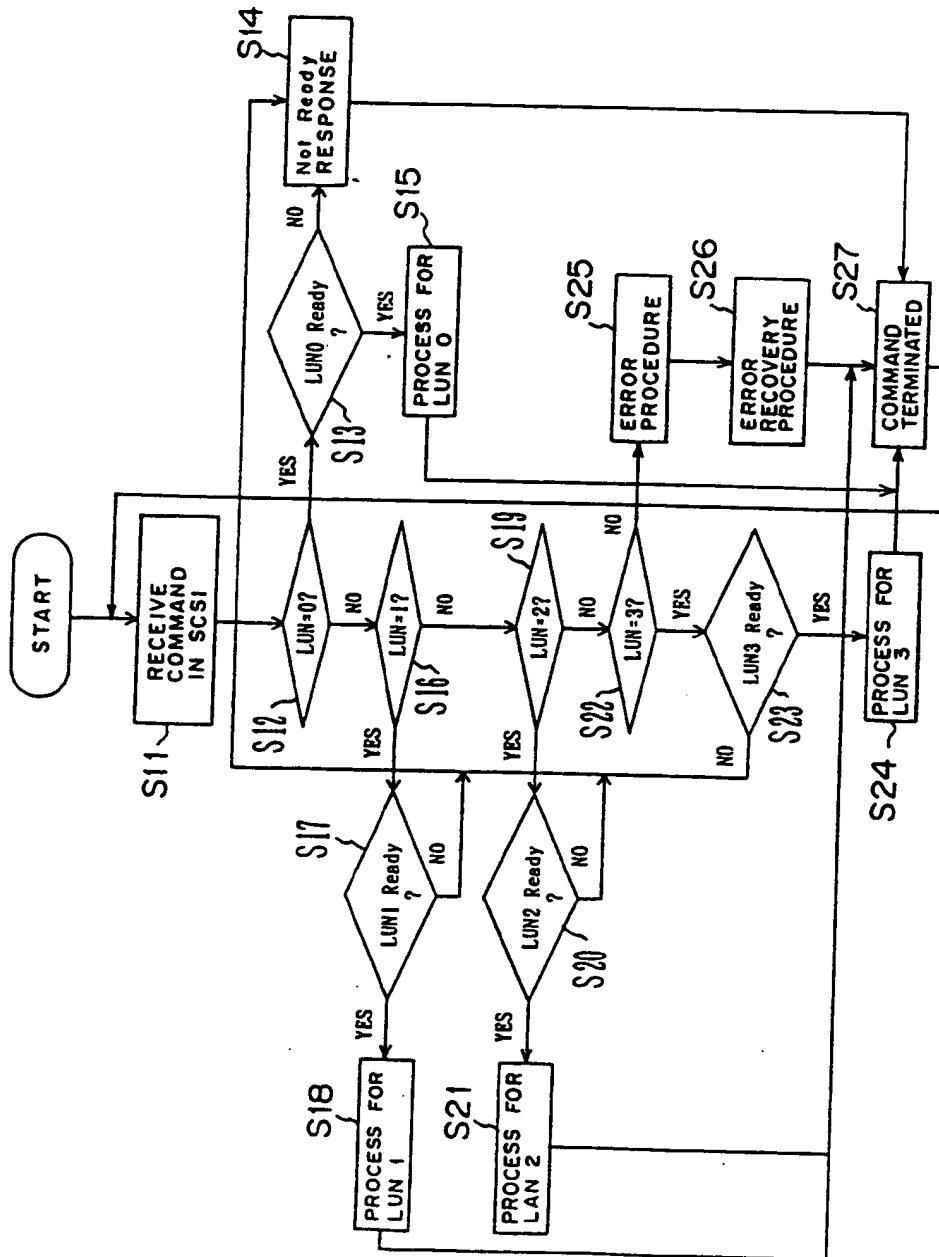 START
S11
RECEIVE
COMMAND
IN SCSI
S12
LUN=0?
YES
NO
S13
LUN0 Ready
?
NO
YES
S14
Not Ready
RESPONSE
S15
PROCESS FOR
LUN 0
S16
LUN=1?
YES
NO
S17
LUN1 Ready
?
YES
NO
S18
PROCESS FOR
LUN 1
S19
LUN=2?
YES
NO
S20
LUN2 Ready
?
YES
NO
S21
PROCESS FOR
LAN 2
S22
LUN=3?
NO
YES
S23
LUN3 Ready
?
NO
YES
S24
PROCESS FOR
LUN 3
S25
ERROR
PROCEDURE
S26
ERROR
RECOVERY
PROCEDURE
S27
COMMAND
TERMINATED